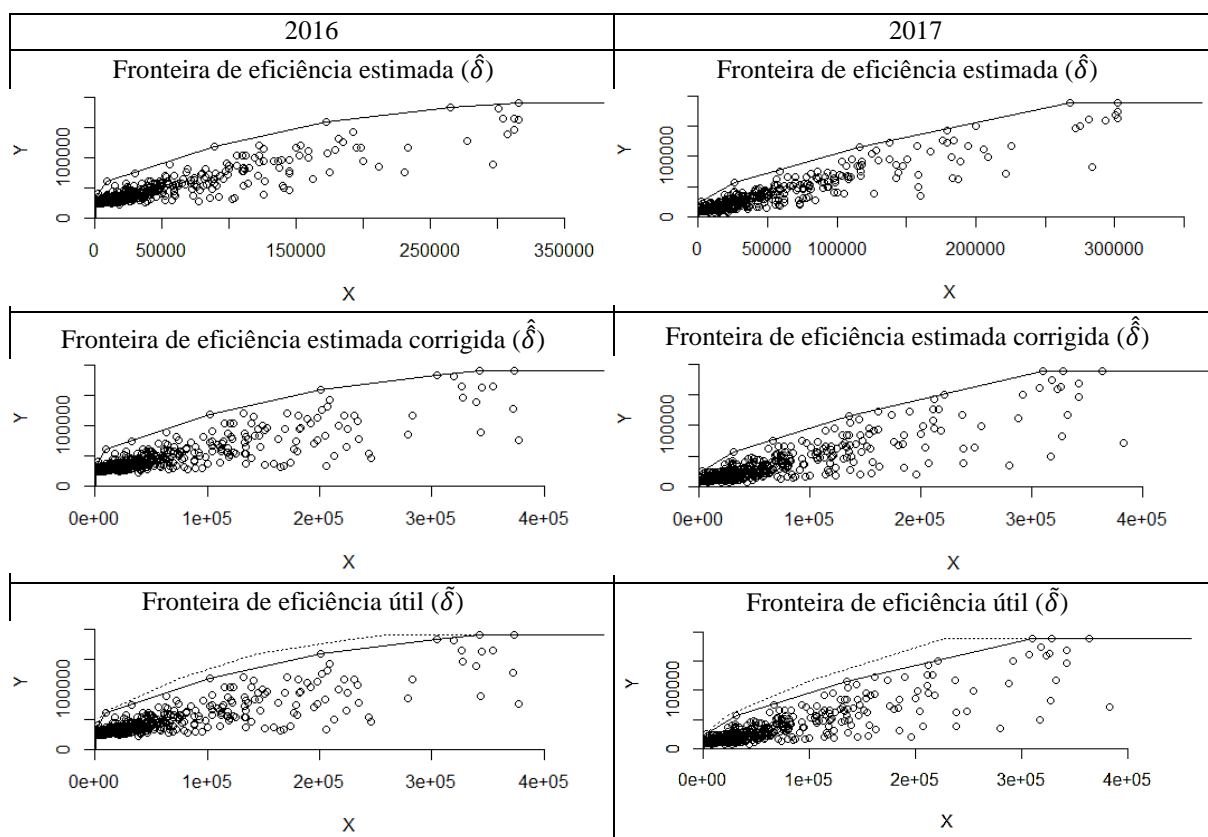 2016 2017
Fronteira de eficiência estimada (δ̂) Fronteira de eficiência estimada (δ̂)
Y 0 100000 Y 0 100000
0 50000 150000 250000 350000 0 50000 100000 200000 300000
X X
Fronteira de eficiência estimada corrigida (δ̂̂) Fronteira de eficiência estimada corrigida (δ̂̂)
Y 0 100000 Y 0 100000
0e+00 1e+05 2e+05 3e+05 4e+05 0e+00 1e+05 2e+05 3e+05 4e+05
X X
Fronteira de eficiência útil (δ̃) Fronteira de eficiência útil (δ̃)
Y 0 100000 Y 0 100000
0e+00 1e+05 2e+05 3e+05 4e+05 0e+00 1e+05 2e+05 3e+05 4e+05
X X